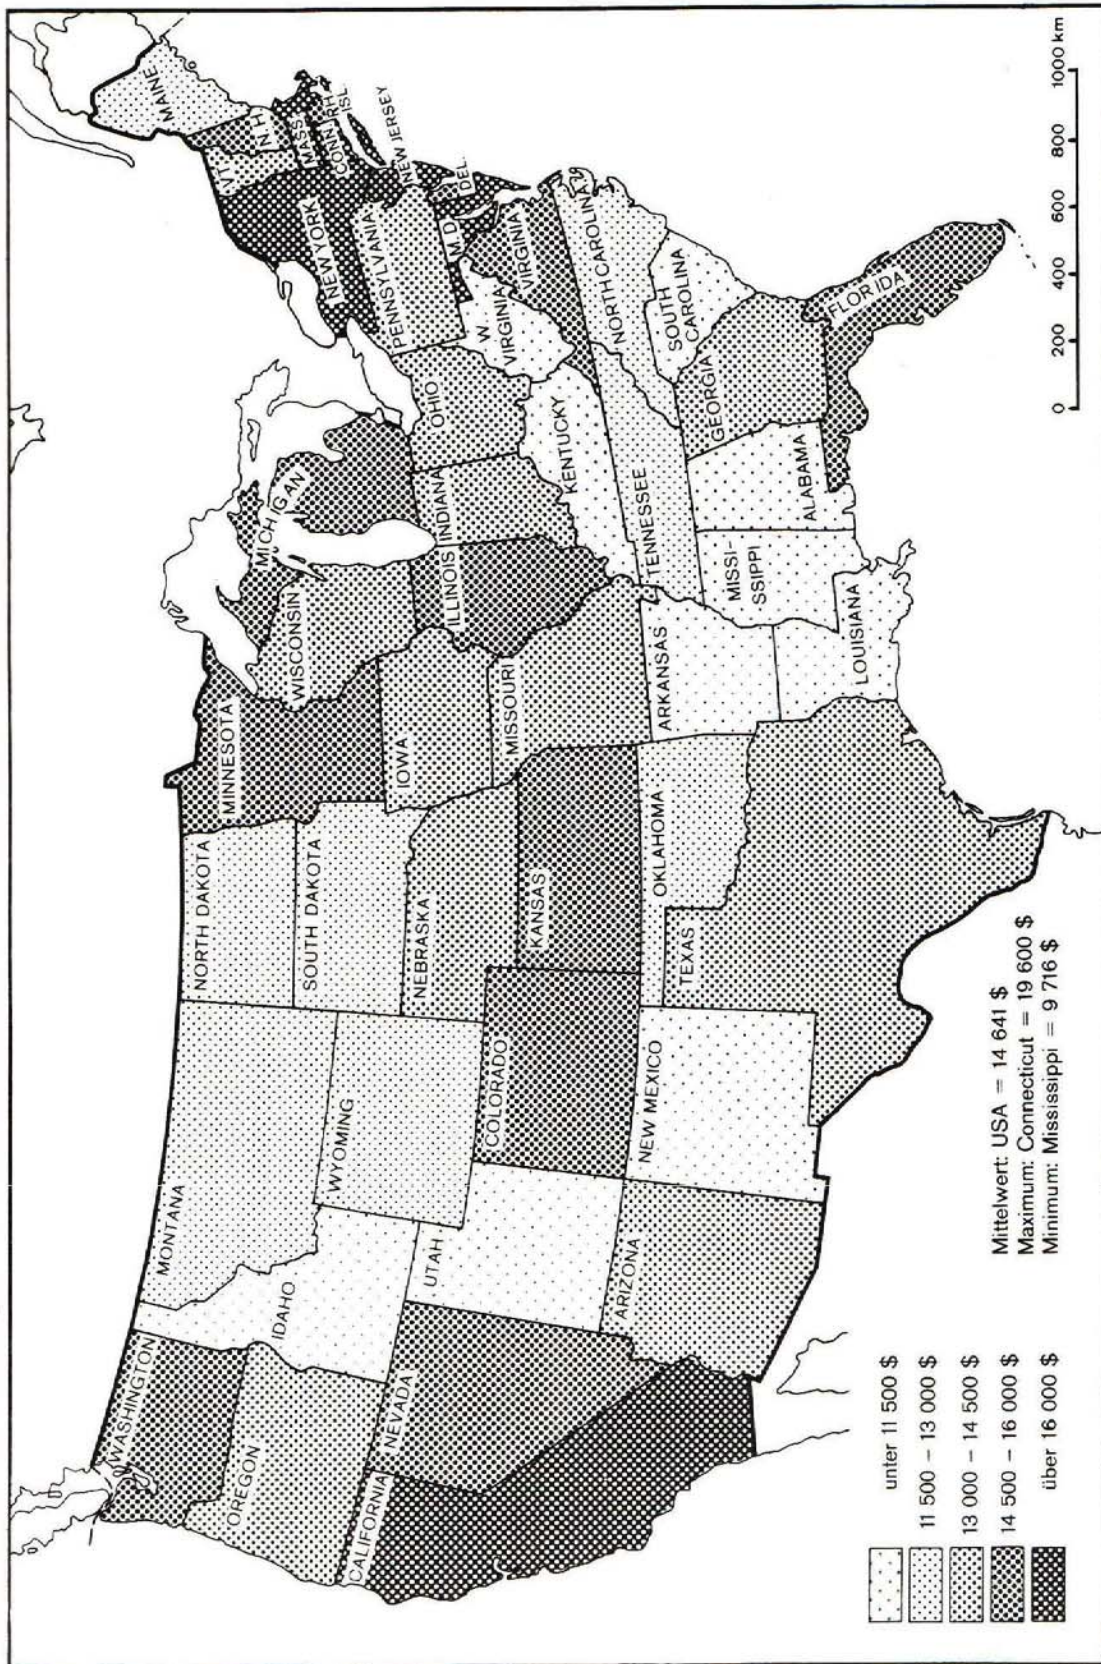 WASHINGTON
OREGON
CALIFORNIA
NEVADA
IDAHO
MONTANA
WYOMING
UTAH
COLORADO
ARIZONA
NEW MEXICO
NORTH DAKOTA
SOUTH DAKOTA
NEBRASKA
KANSAS
OKLAHOMA
TEXAS
MINNESOTA
IOWA
MISSOURI
ARKANSAS
LOUISIANA
WISCONSIN
MICHIGAN
ILLINOIS
INDIANA
OHIO
KENTUCKY
TENNESSEE
MISSI-
SSIPPI
ALABAMA
GEORGIA
FLORIDA
SOUTH
CAROLINA
NORTH CAROLINA
VIRGINIA
W.
VIRGINIA
M.D.
DEL.
PENNSYLVANIA
NEW JERSEY
NEW YORK
CONN.
RH.
ISL.
MASS.
VT.
N.H.
MAINE
unter 11 500 $
11 500 – 13 000 $
13 000 – 14 500 $
14 500 – 16 000 $
über 16 000 $
Mittelwert: USA = 14 641 $
Maximum: Connecticut = 19 600 $
Minimum: Mississippi = 9 716 $
0 200 400 600 800 1000 km